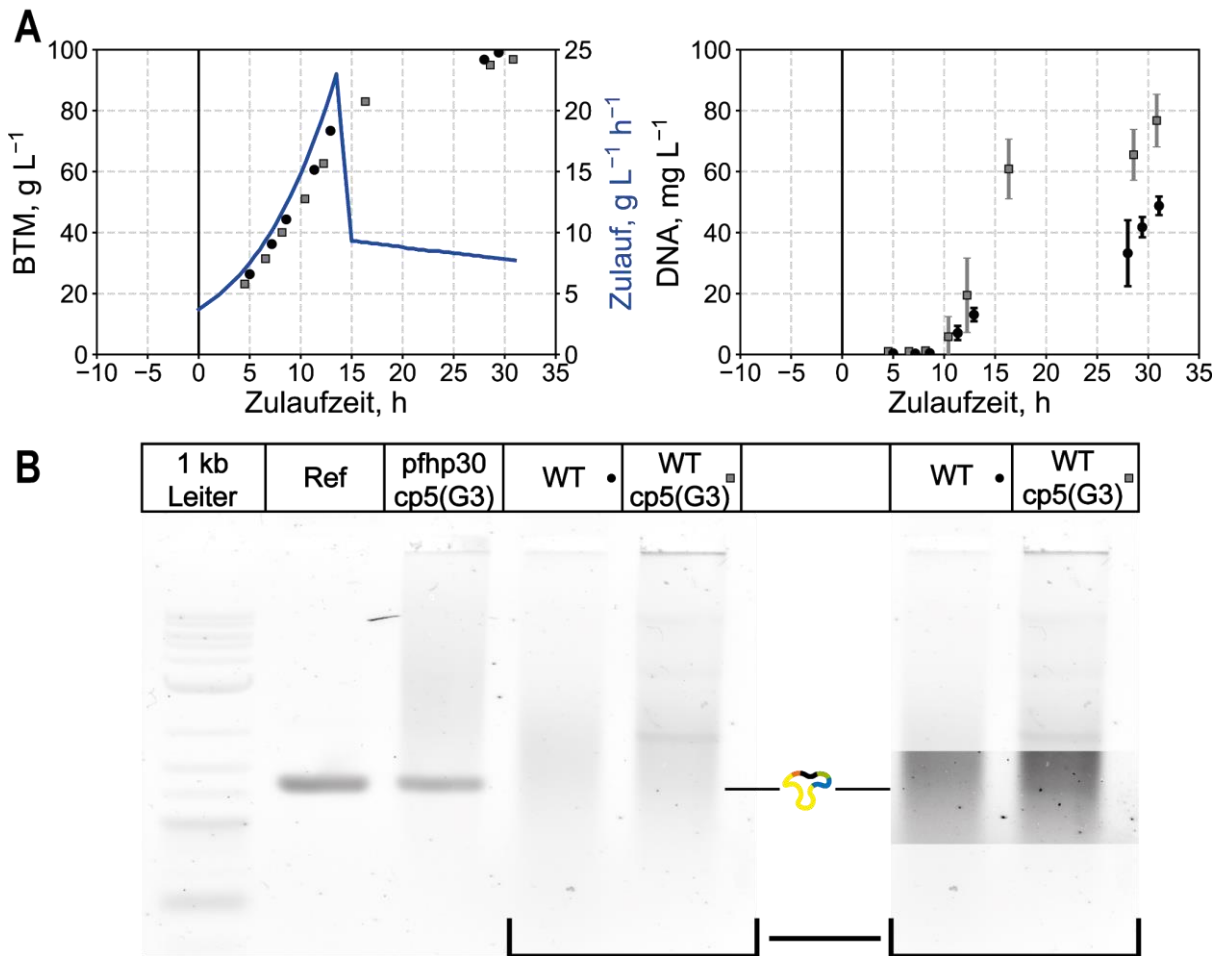 A
100
80
60
40
20
0
BTM, g L⁻¹
−10
−5
0
5
10
15
20
25
30
35
Zulaufzeit, h
25
20
15
10
5
0
Zulauf, g L⁻¹ h⁻¹
100
80
60
40
20
0
DNA, mg L⁻¹
−10
−5
0
5
10
15
20
25
30
35
Zulaufzeit, h
B
1 kb
Leiter
Ref
pfhp30
cp5(G3)
WT
WT
cp5(G3)
WT
WT
cp5(G3)